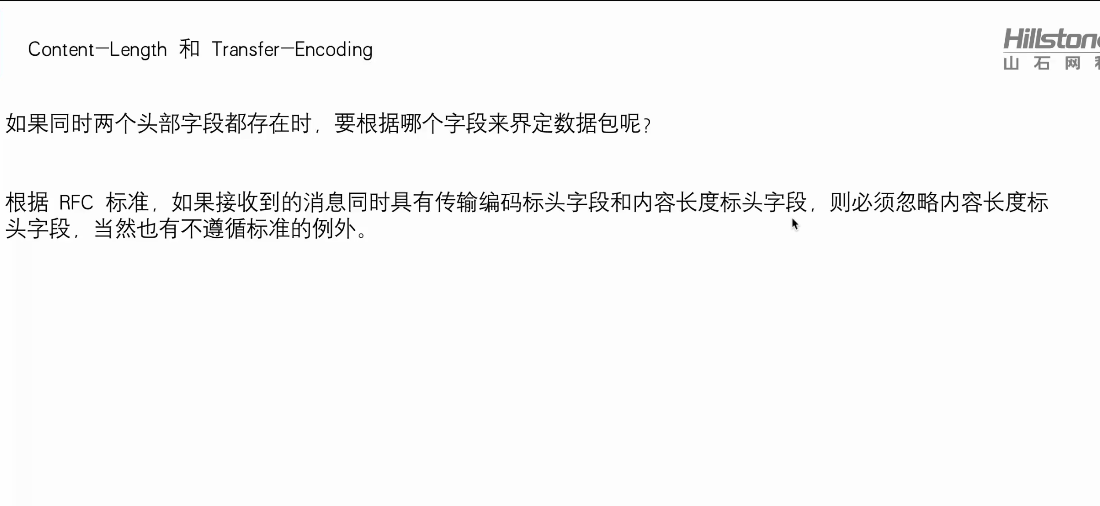 Content-Length 和 Transfer-Encoding
Hillstone
山石网科
如果同时两个头部字段都存在时，要根据哪个字段来界定数据包呢？
根据 RFC 标准，如果接收到的消息同时具有传输编码标头字段和内容长度标头字段，则必须忽略内容长度标
头字段，当然也有不遵循标准的例外。